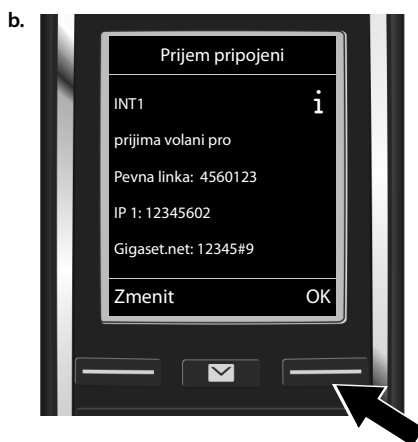 b.
Prijem pripojeni
INT1 i
prijima volani pro
Pevna linka: 4560123
IP 1: 12345602
Gigaset.net: 12345#9
Zmenit OK